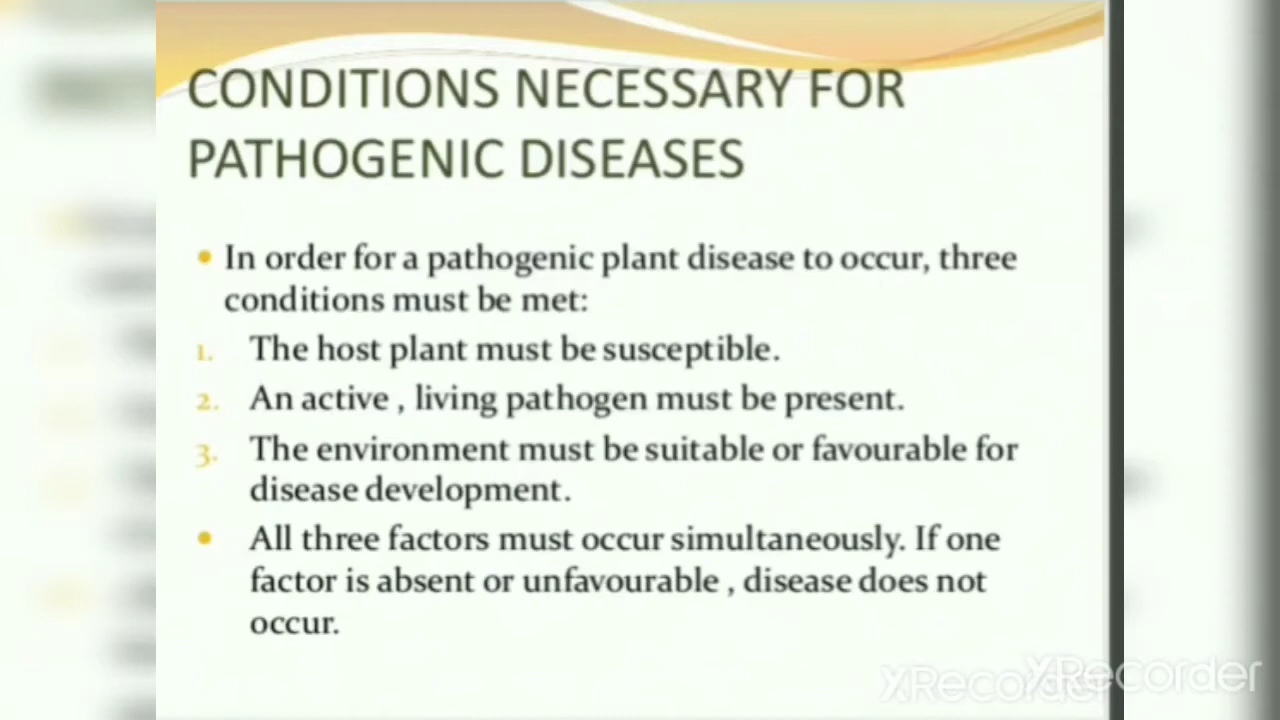 CONDITIONS NECESSARY FOR
PATHOGENIC DISEASES
• In order for a pathogenic plant disease to occur, three
conditions must be met:
1. The host plant must be susceptible.
2. An active , living pathogen must be present.
3. The environment must be suitable or favourable for
disease development.
• All three factors must occur simultaneously. If one
factor is absent or unfavourable , disease does not
occur.
XRecorder
XRecorder